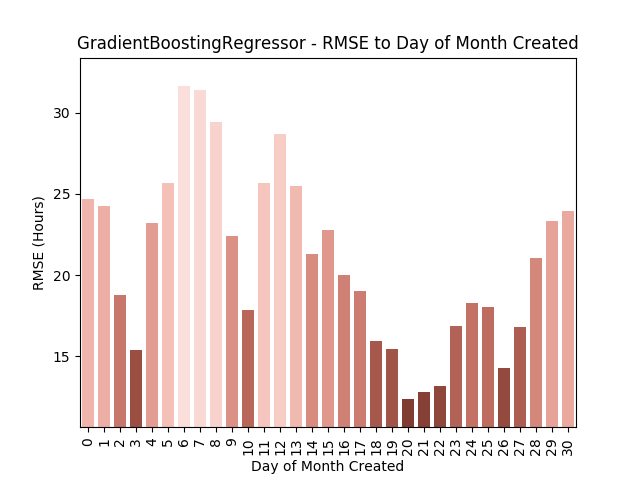 GradientBoostingRegressor - RMSE to Day of Month Created
RMSE (Hours)
30
25
20
15
0 1 2 3 4 5 6 7 8 9 10 11 12 13 14 15 16 17 18 19 20 21 22 23 24 25 26 27 28 29 30
Day of Month Created